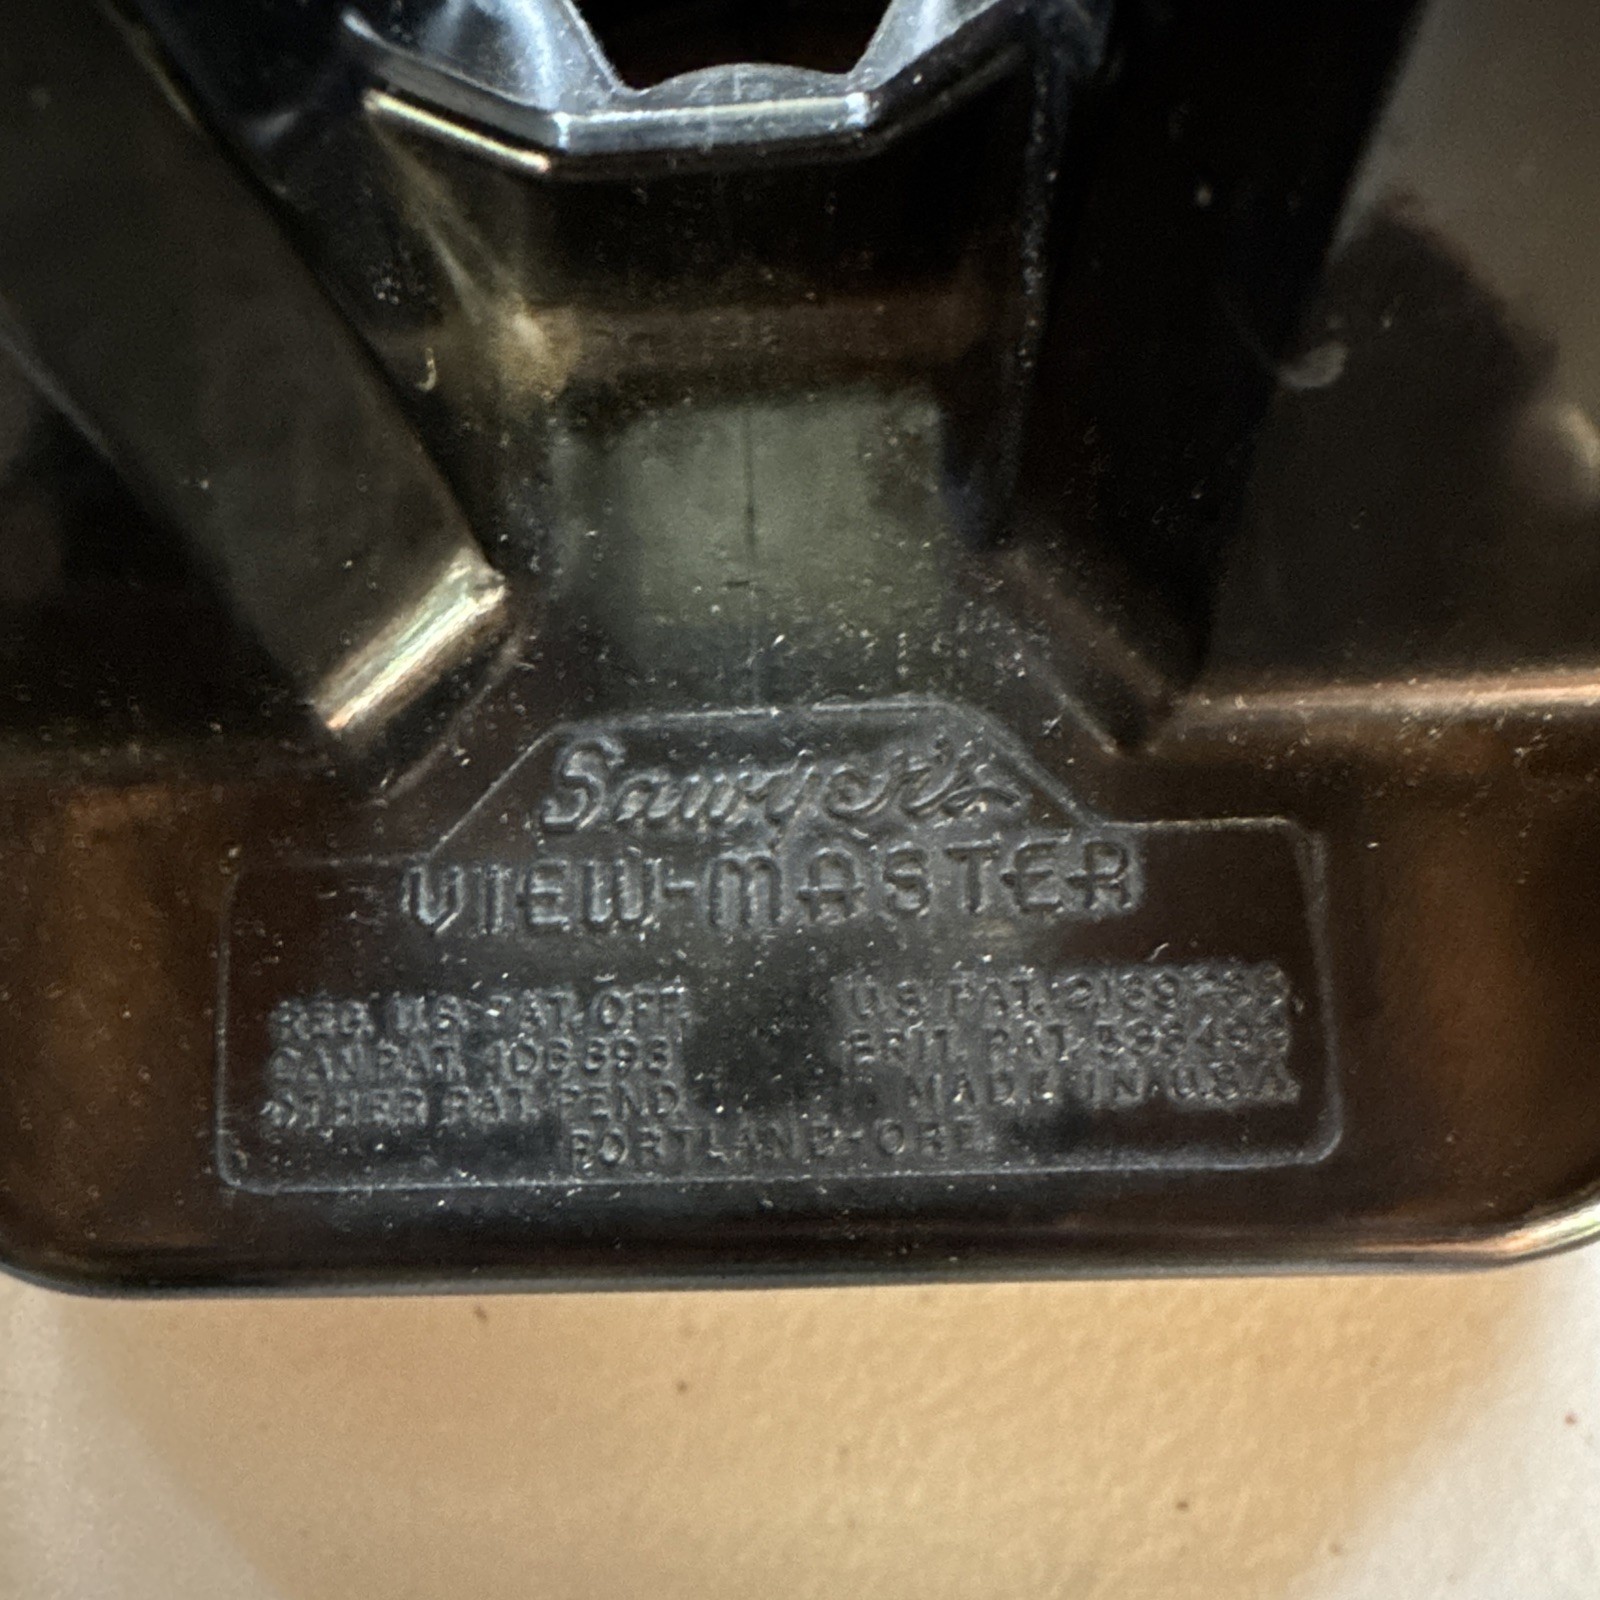 Sawyer's
VIEW-MASTER
REG. U.S. PAT. OFF.
CAN PAT. 
OTHER PAT. PEND.
U.S. PAT.
BRIT. PAT.
MADE IN U.S.A.
PORTLAND-ORE.